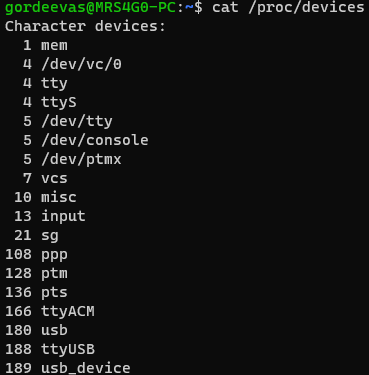 gordeevas@MRS4G0-PC:~$ cat /proc/devices
Character devices:
1 mem
4 /dev/vc/0
4 tty
4 ttyS
5 /dev/tty
5 /dev/console
5 /dev/ptmx
7 vcs
10 misc
13 input
21 sg
108 ppp
128 ptm
136 pts
166 ttyACM
180 usb
188 ttyUSB
189 usb_device